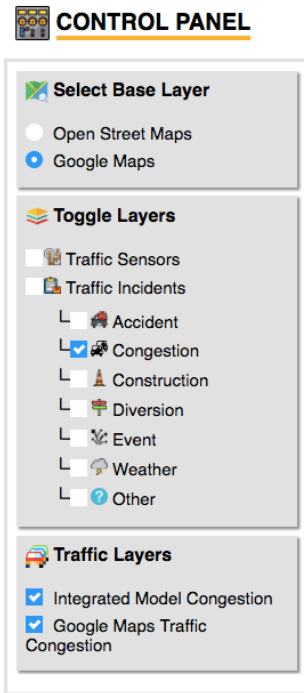 CONTROL PANEL
Select Base Layer
Open Street Maps
Google Maps
Toggle Layers
Traffic Sensors
Traffic Incidents
Accident
Congestion
Construction
Diversion
Event
Weather
? Other
Traffic Layers
Integrated Model Congestion
Google Maps Traffic
Congestion